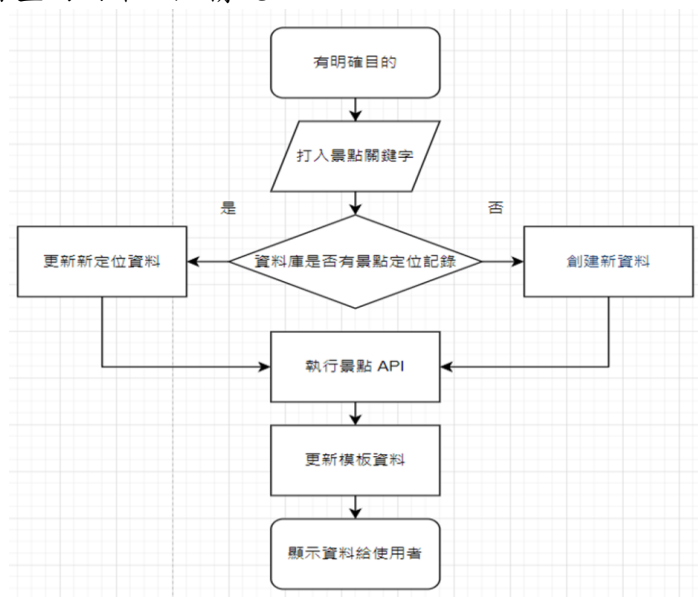 有明確目的
打入景點關鍵字
是
否
更新新定位資料
資料庫是否有景點定位記錄
創建新資料
執行景點 API
更新模板資料
顯示資料給使用者